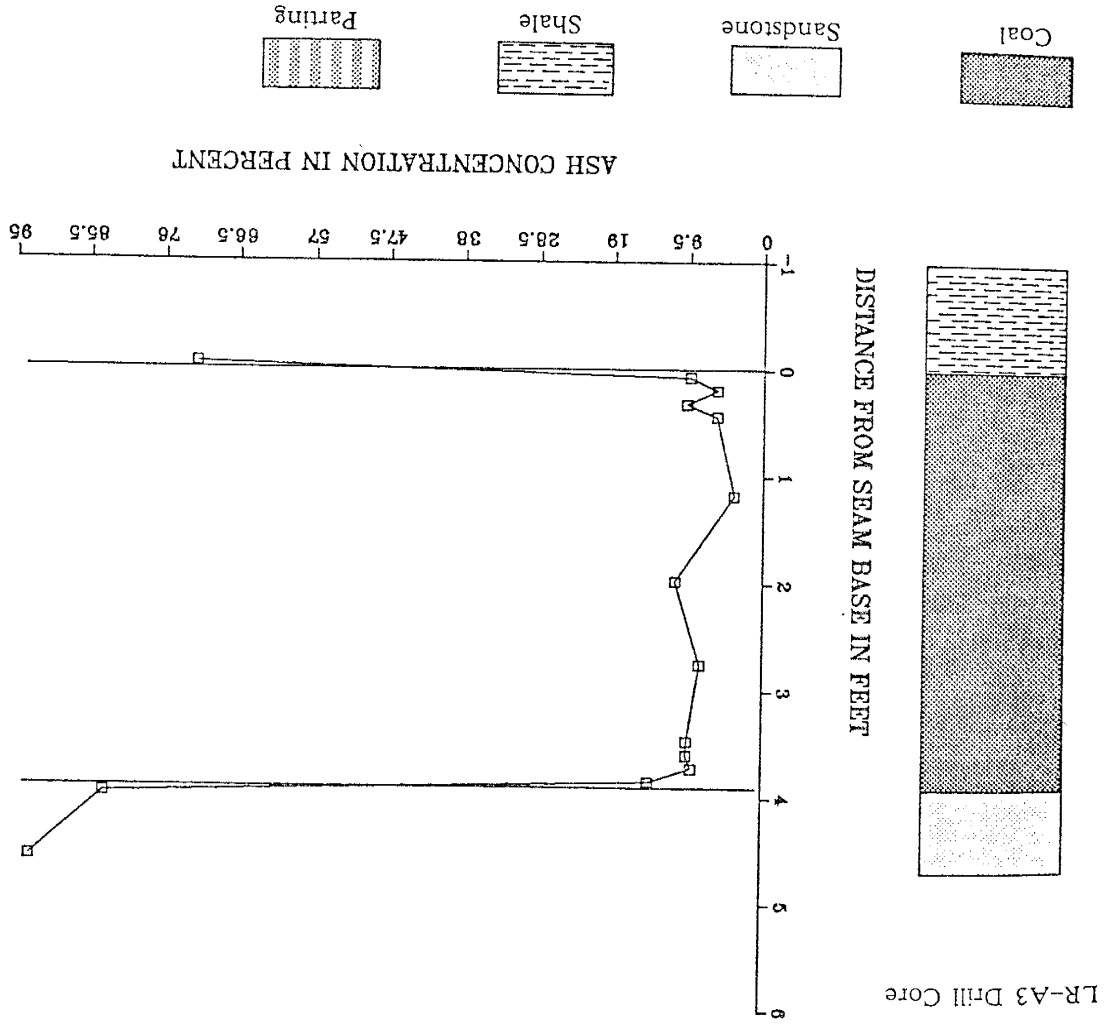 LR-A3 Drill Core
6
5
4
3
2
1
0
-1
DISTANCE FROM SEAM BASE IN FEET
0 9.5 19 28.5 38 47.5 57 66.5 76 85.5 95
ASH CONCENTRATION IN PERCENT
Coal Sandstone Shale Parting